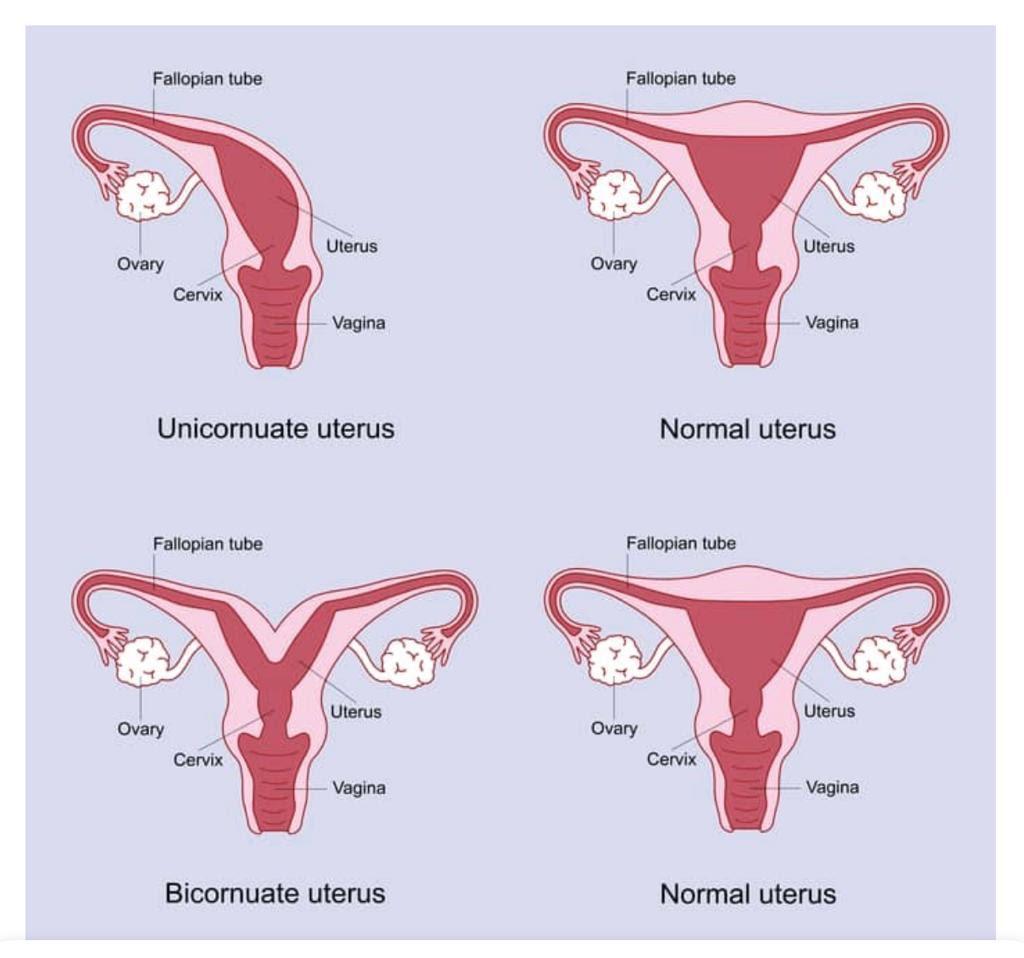 Fallopian tube
Uterus
Ovary
Cervix
Vagina
Unicornuate uterus
Fallopian tube
Uterus
Ovary
Cervix
Vagina
Normal uterus
Fallopian tube
Uterus
Ovary
Cervix
Vagina
Bicornuate uterus
Fallopian tube
Uterus
Ovary
Cervix
Vagina
Normal uterus